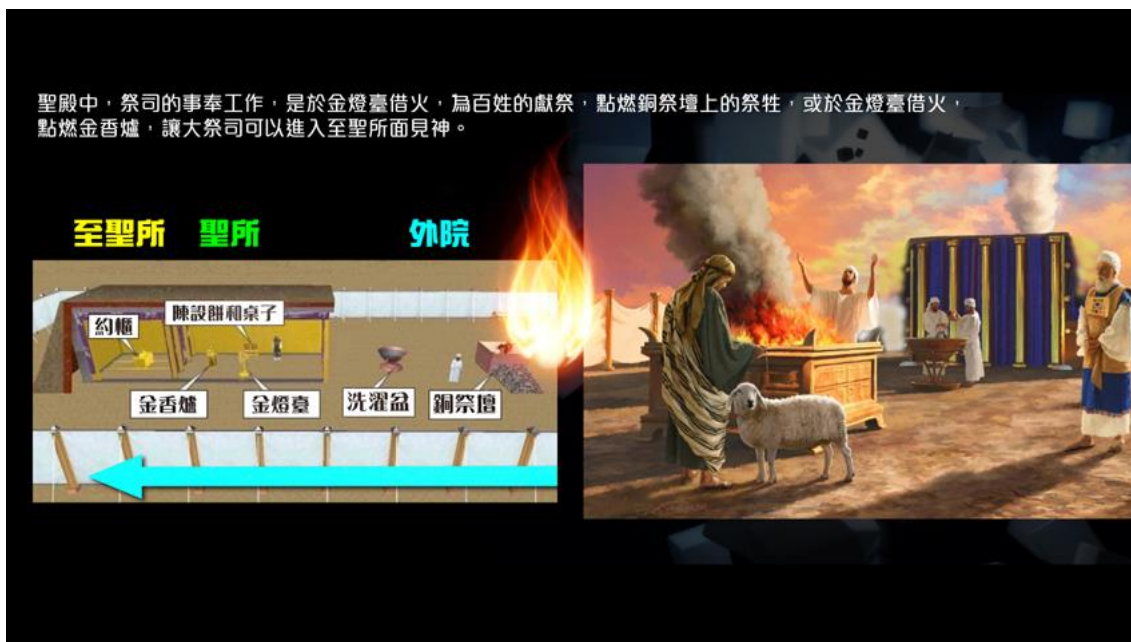 聖殿中，祭司的事奉工作，是於金燈臺借火，為百姓的獻祭，點燃銅祭壇上的祭牲，或於金燈臺借火，
點燃金香爐，讓大祭司可以進入至聖所面見神。
至聖所 聖所 外院
陳設餅和桌子
約櫃
金香爐 金燈臺 洗濯盆 銅祭壇